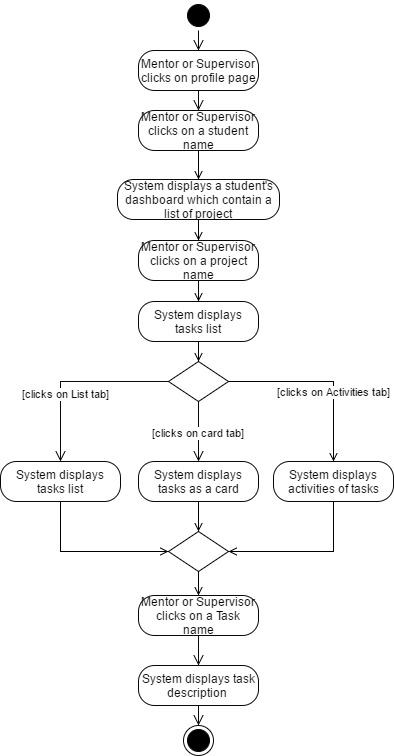 Mentor or Supervisor
clicks on profile page
Mentor or Supervisor
clicks on a student
name
System displays a student's
dashboard which contain a
list of project
Mentor or Supervisor
clicks on a project
name
System displays
tasks list
[clicks on List tab]
[clicks on Activities tab]
[clicks on card tab]
System displays
tasks list
System displays
tasks as a card
System displays
activities of tasks
Mentor or Supervisor
clicks on a Task
name
System displays task
description